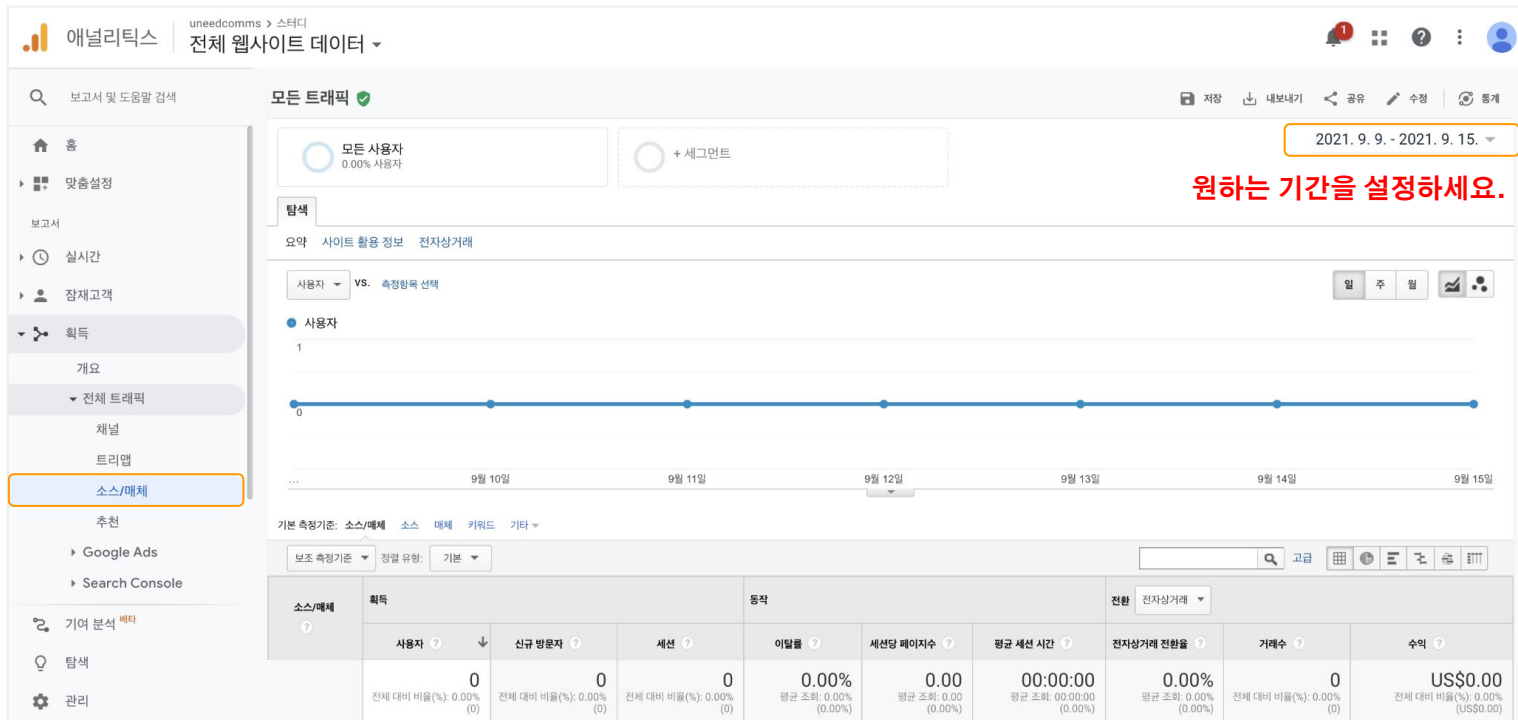 애널리틱스
uneedcomms > 스터디
전체 웹사이트 데이터
1
보고서 및 도움말 검색
홈
맞춤설정
보고서
실시간
잠재고객
획득
개요
전체 트래픽
채널
트리맵
소스/매체
추천
Google Ads
Search Console
기여 분석 베타
탐색
관리
모든 트래픽
저장 내보내기 공유 수정 통계
모든 사용자
0.00% 사용자
+ 세그먼트
2021. 9. 9. - 2021. 9. 15.
원하는 기간을 설정하세요.
탐색
요약 사이트 활용 정보 전자상거래
사용자 VS. 측정항목 선택
일 주 월
사용자
1
0
... 9월 10일 9월 11일 9월 12일 9월 13일 9월 14일 9월 15일
기본 측정기준: 소스/매체 소스 매체 키워드 기타
보조 측정기준 정렬 유형: 기본 고급
소스/매체 획득 동작 전환 전자상거래
사용자 신규 방문자 세션 이탈률 세션당 페이지수 평균 세션 시간 전자상거래 전환율 거래수 수익
0 0 0 0.00% 0.00 00:00:00 0.00% 0 US$0.00
전체 대비 비율(%): 0.00% 전체 대비 비율(%): 0.00% 전체 대비 비율(%): 0.00% 평균 조회: 0.00% 평균 조회: 0.00 평균 조회: 00:00:00 평균 조회: 0.00% 전체 대비 비율(%): 0.00% 전체 대비 비율(%): 0.00%
(0) (0) (0) (0.00%) (0.00%) (0.00%) (0.00%) (0) (US$0.00)